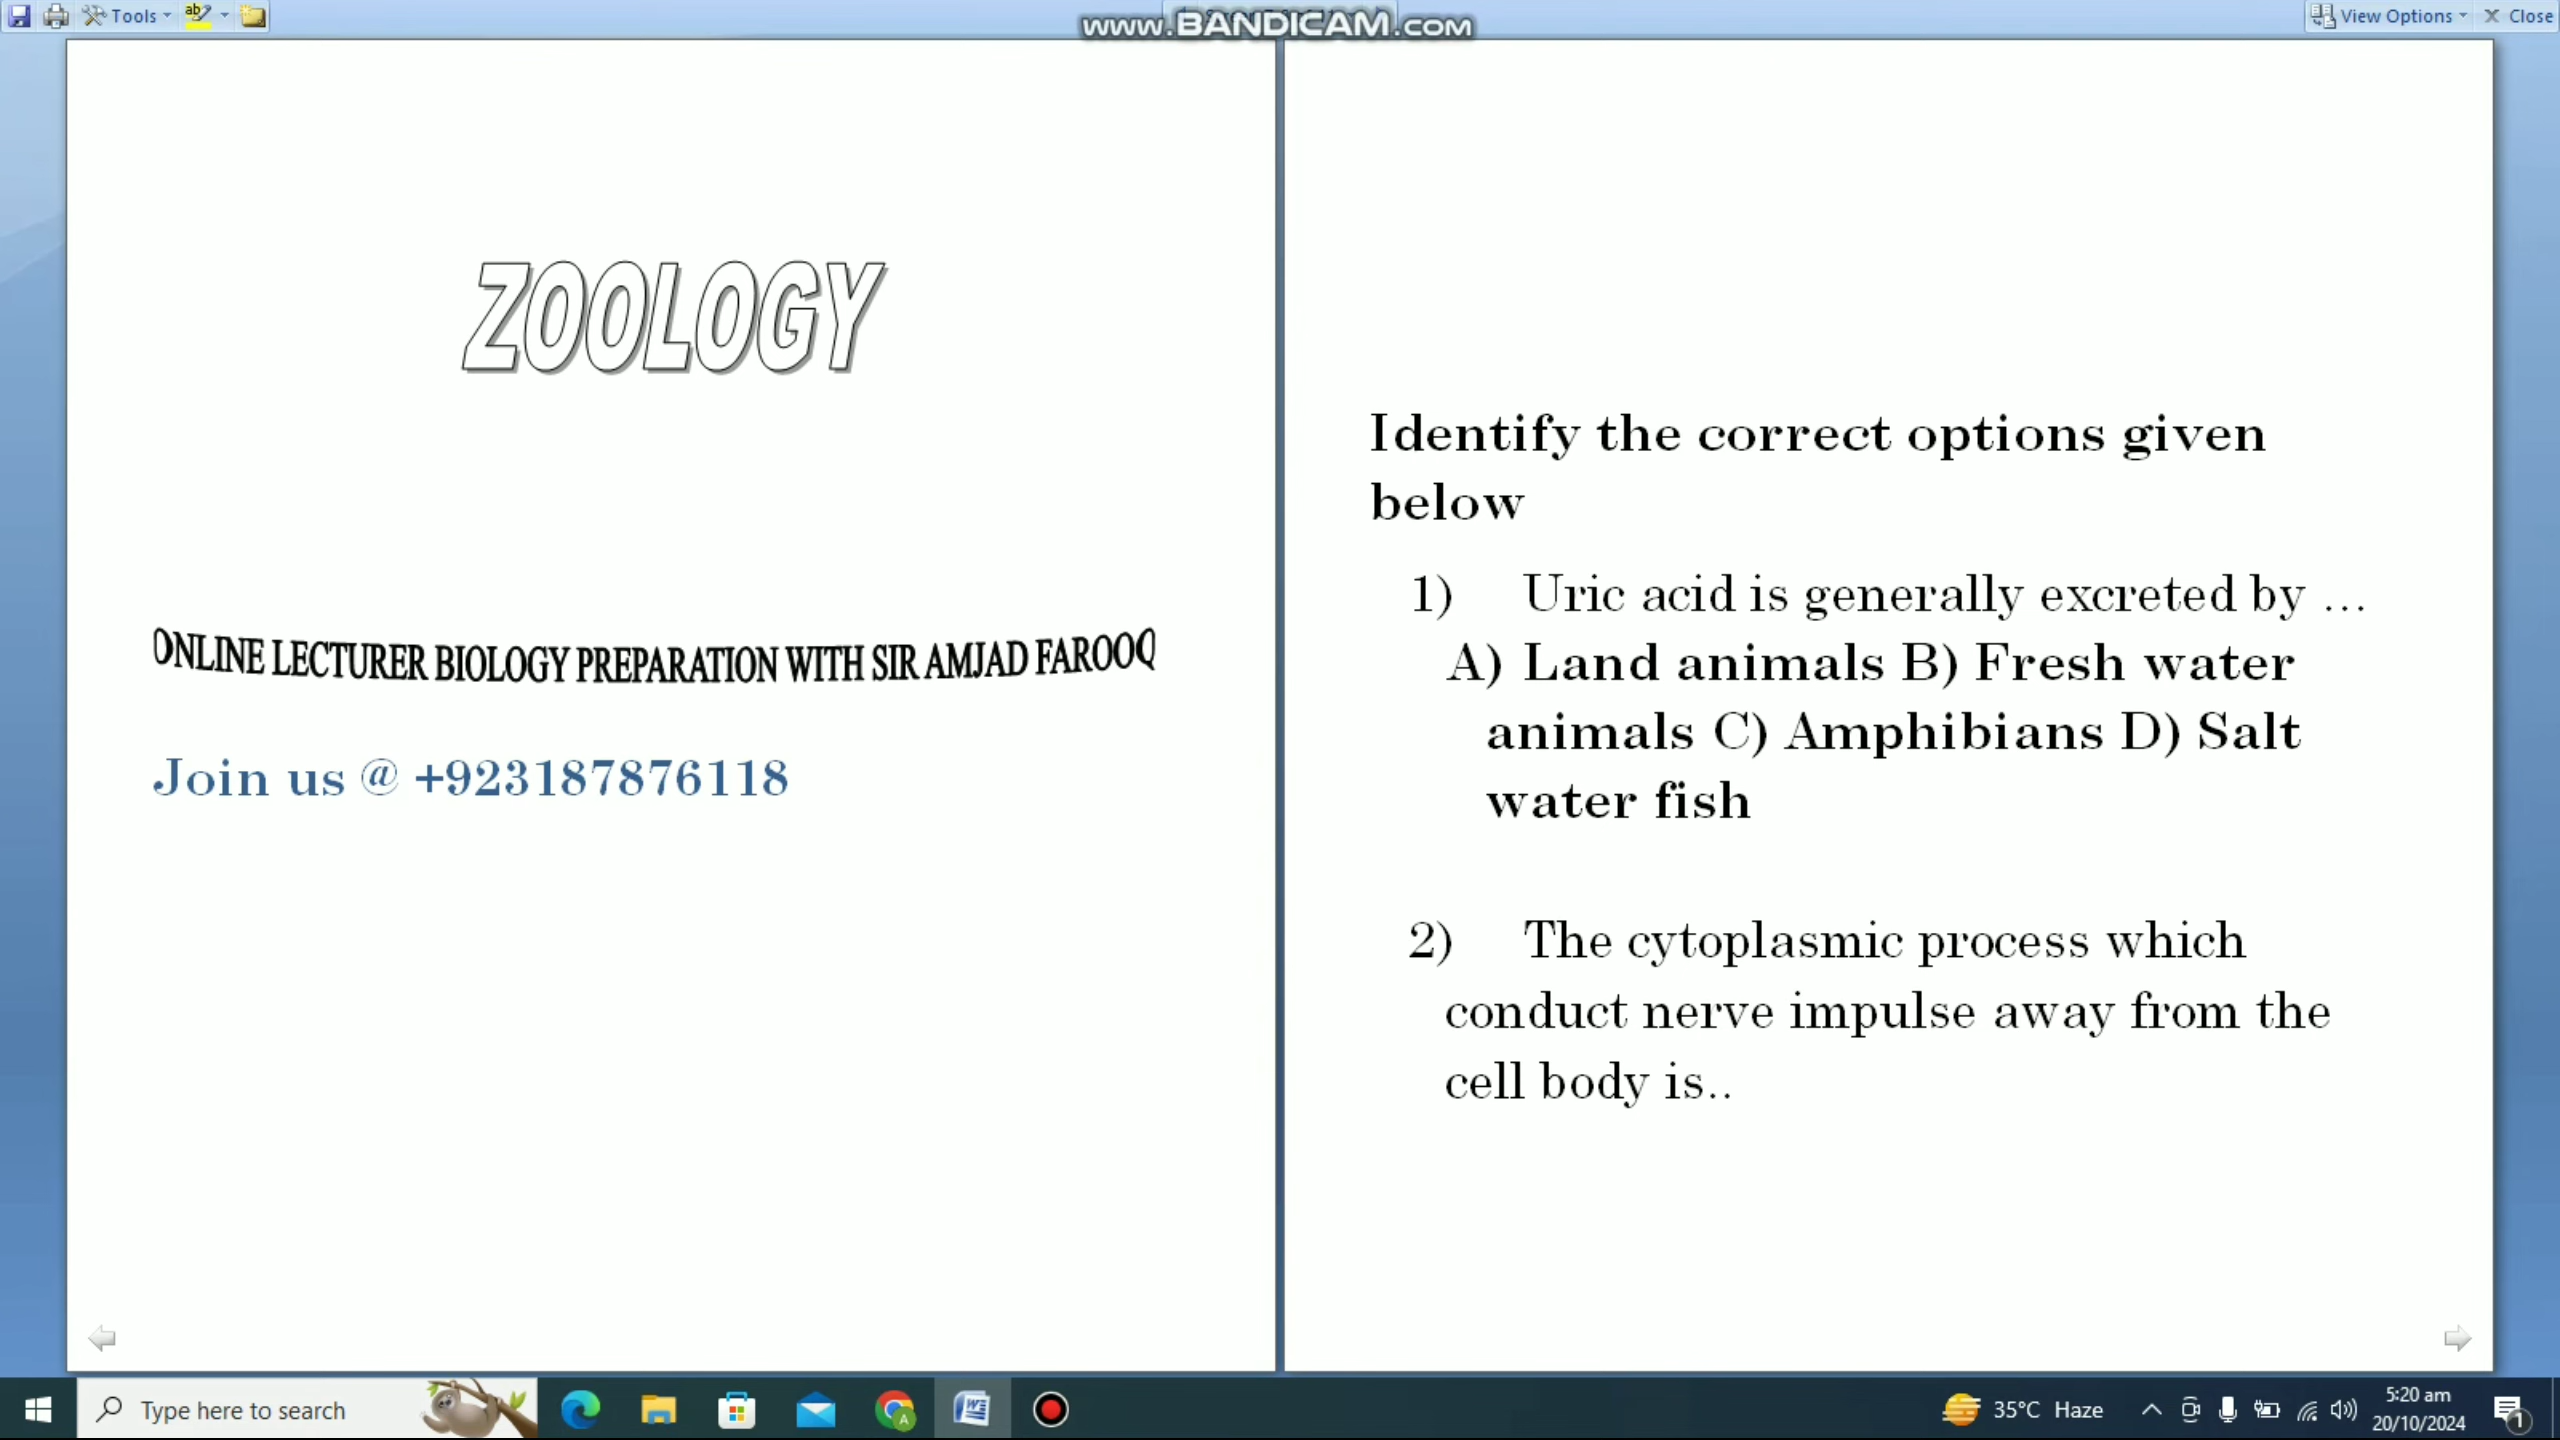 Tools
ab
www.BANDICAM.com
View Options
Close
ZOOLOGY
ONLINE LECTURER BIOLOGY PREPARATION WITH SIR AMJAD FAROOQ
Join us @ +923187876118
Identify the correct options given
below
1) Uric acid is generally excreted by ...
A) Land animals B) Fresh water
animals C) Amphibians D) Salt
water fish
2) The cytoplasmic process which
conduct nerve impulse away from the
cell body is..
Type here to search
A
W
35°C Haze
5:20 am
20/10/2024
1